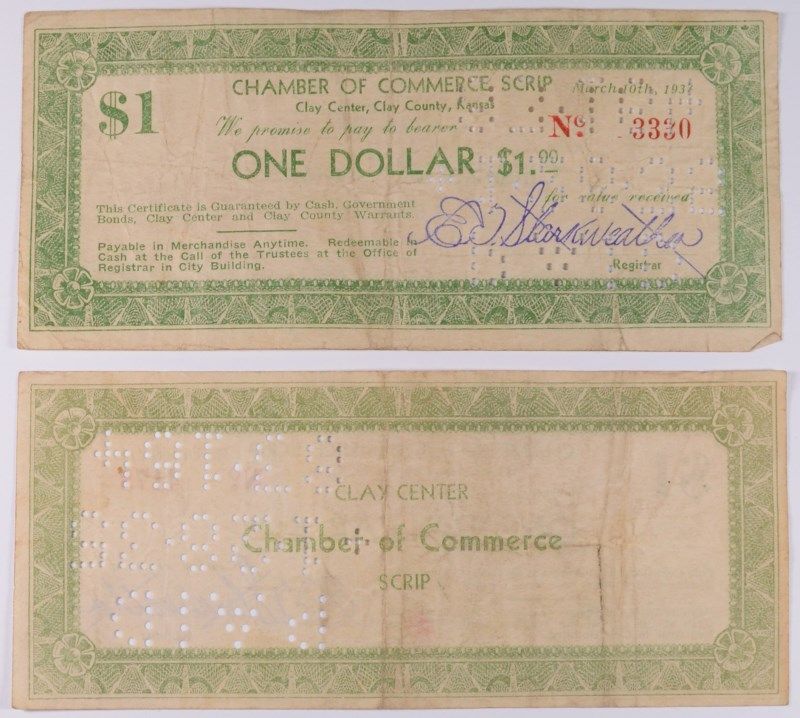 CHAMBER OF COMMERCE SCRIP
March 10th, 193
Clay Center, Clay County, Kansas
$1
We promise to pay to bearer
Nº 3330
ONE DOLLAR $1.00
for value received
This Certificate is Guaranteed by Cash, Government
Bonds, Clay Center and Clay County Warrants.
E. J. Starkweather
Payable in Merchandise Anytime. Redeemable in
Cash at the Call of the Trustees at the Office of
Registrar in City Building.
Registrar
CLAY CENTER
Chamber of Commerce
SCRIP